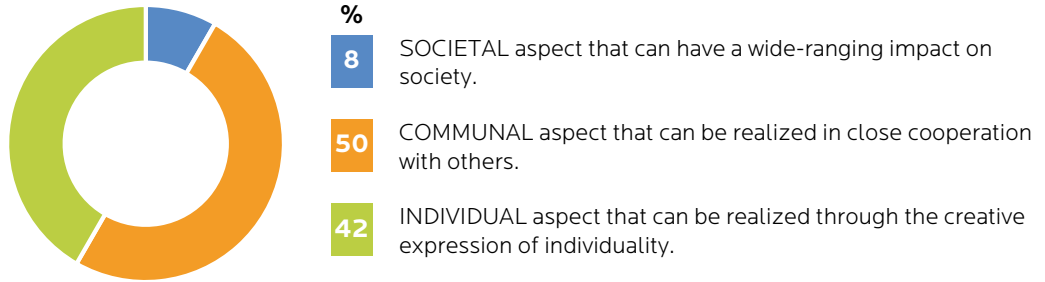 %
8
SOCIETAL aspect that can have a wide-ranging impact on
society.
50
COMMUNAL aspect that can be realized in close cooperation
with others.
42
INDIVIDUAL aspect that can be realized through the creative
expression of individuality.